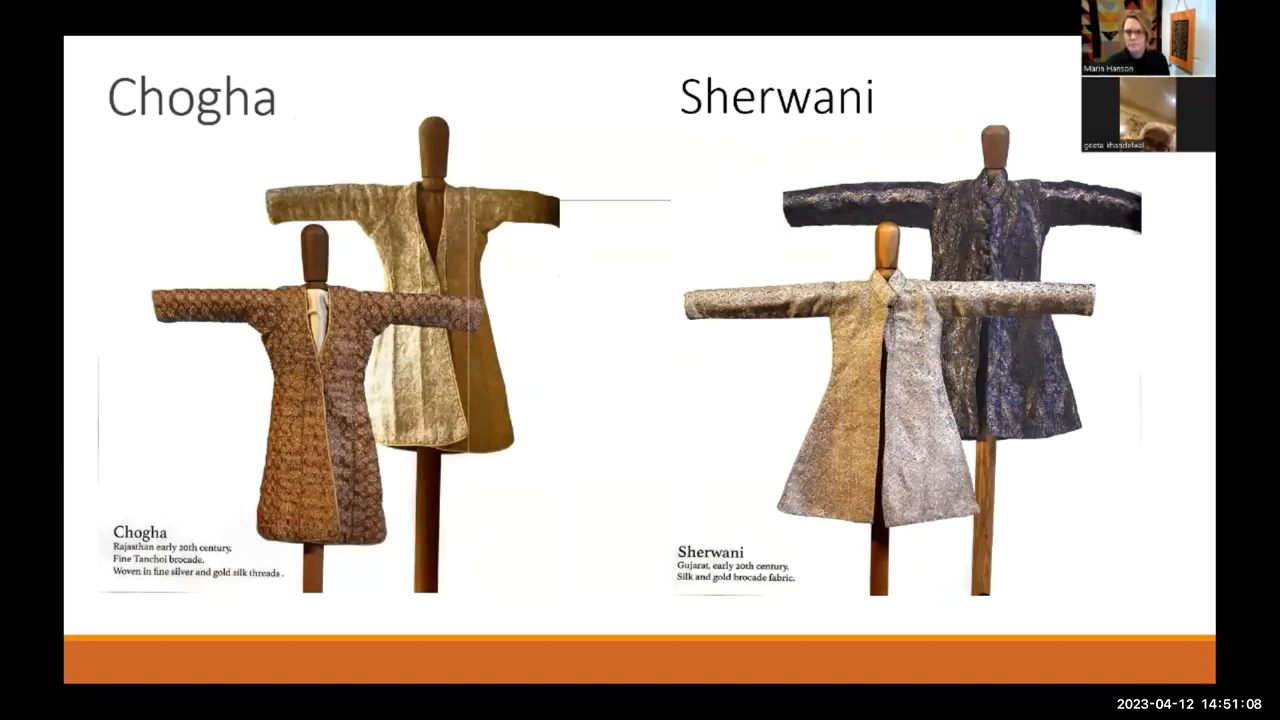 Chogha
Sherwani
Marin Hanson
geeta khandelwal
Chogha
Rajasthan early 20th century.
Fine Tanchoi brocade.
Woven in fine silver and gold silk threads.
Sherwani
Gujarat, early 20th century.
Silk and gold brocade fabric.
2023-04-12 14:51:08